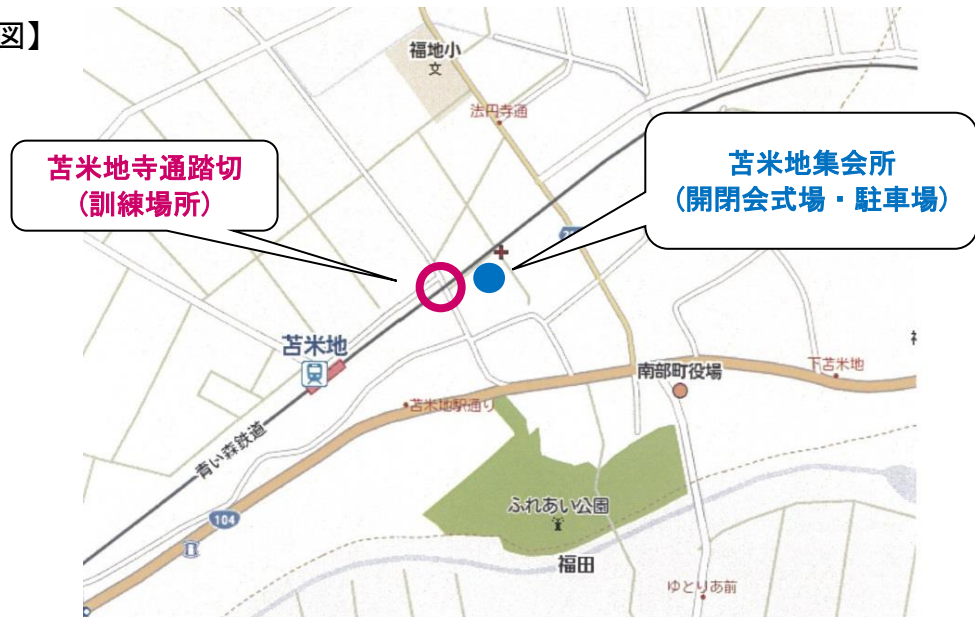 図】
福地小
文
法円寺通
苫米地寺通踏切
(訓練場所)
苫米地集会所
(開閉会式場・駐車場)
苫米地
南部町役場
下苫米地
苫米地駅通り
青い森鉄道
104
ふれあい公園
福田
ゆとりあ前